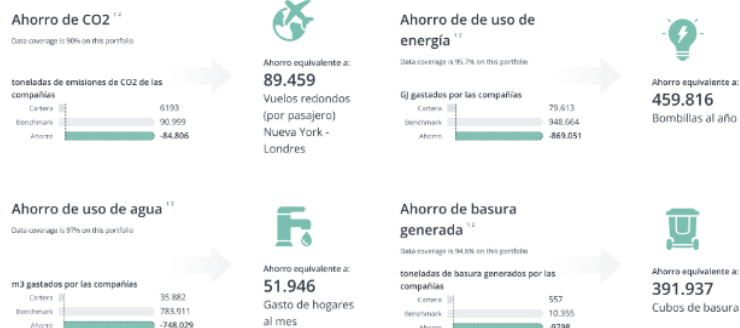 Ahorro de CO2 1 2
Data coverage is 90% on this portfolio
toneladas de emisiones de CO2 de las
compañías
Cartera 6193
Benchmark 90.999
Ahorro -84.806
Ahorro equivalente a:
89.459
Vuelos redondos
(por pasajero)
Nueva York -
Londres
Ahorro de de uso de
energía 1 2
Data coverage is 95.7% on this portfolio
GJ gastados por las compañías
Cartera 79.613
Benchmark 948.664
Ahorro -869.051
Ahorro equivalente a:
459.816
Bombillas al año
Ahorro de uso de agua 1 2
Data coverage is 97% on this portfolio
m3 gastados por las compañías
Cartera 35.882
Benchmark 783.911
Ahorro -748.029
Ahorro equivalente a:
51.946
Gasto de hogares
al mes
Ahorro de basura
generada 1 2
Data coverage is 94.6% on this portfolio
toneladas de basura generados por las
compañías
Cartera 557
Benchmark 10.355
Ahorro -9798
Ahorro equivalente a:
391.937
Cubos de basura